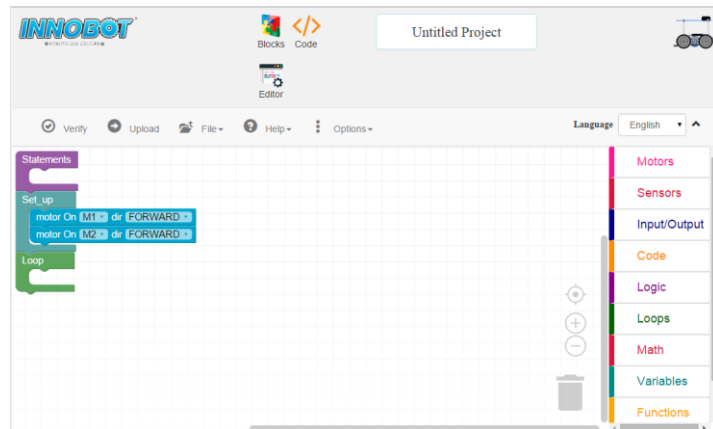 INNOBOT
Blocks Code
Untitled Project
Editor
Verify Upload File Help Options Language English
Statements
Set_up
motor On M1 dir FORWARD
motor On M2 dir FORWARD
Loop
Motors
Sensors
Input/Output
Code
Logic
Loops
Math
Variables
Functions